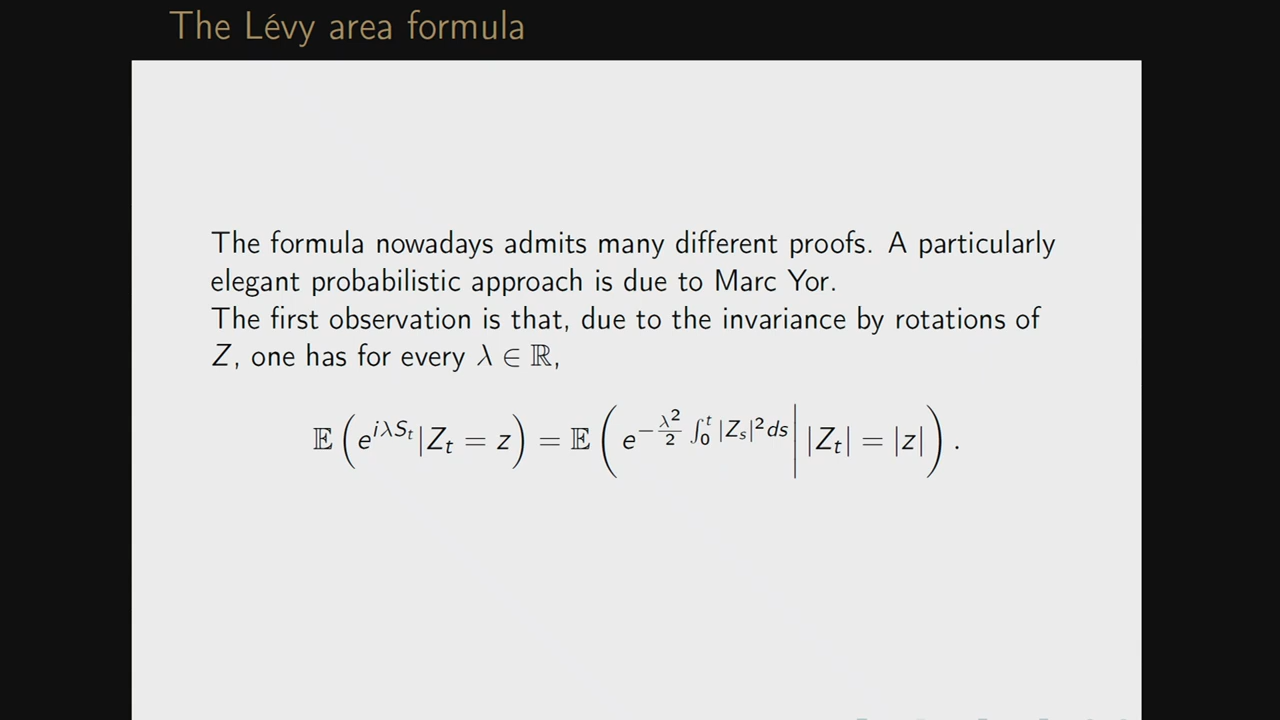 The Lévy area formula
The formula nowadays admits many different proofs. A particularly
elegant probabilistic approach is due to Marc Yor.
The first observation is that, due to the invariance by rotations of
Z, one has for every λ ∈ ℝ,
𝔼 ( e^{iλS_t} | Z_t = z ) = 𝔼 ( e^{−\frac{λ^2}{2} ∫_0^t |Z_s|^2 ds} | |Z_t| = |z| ) .